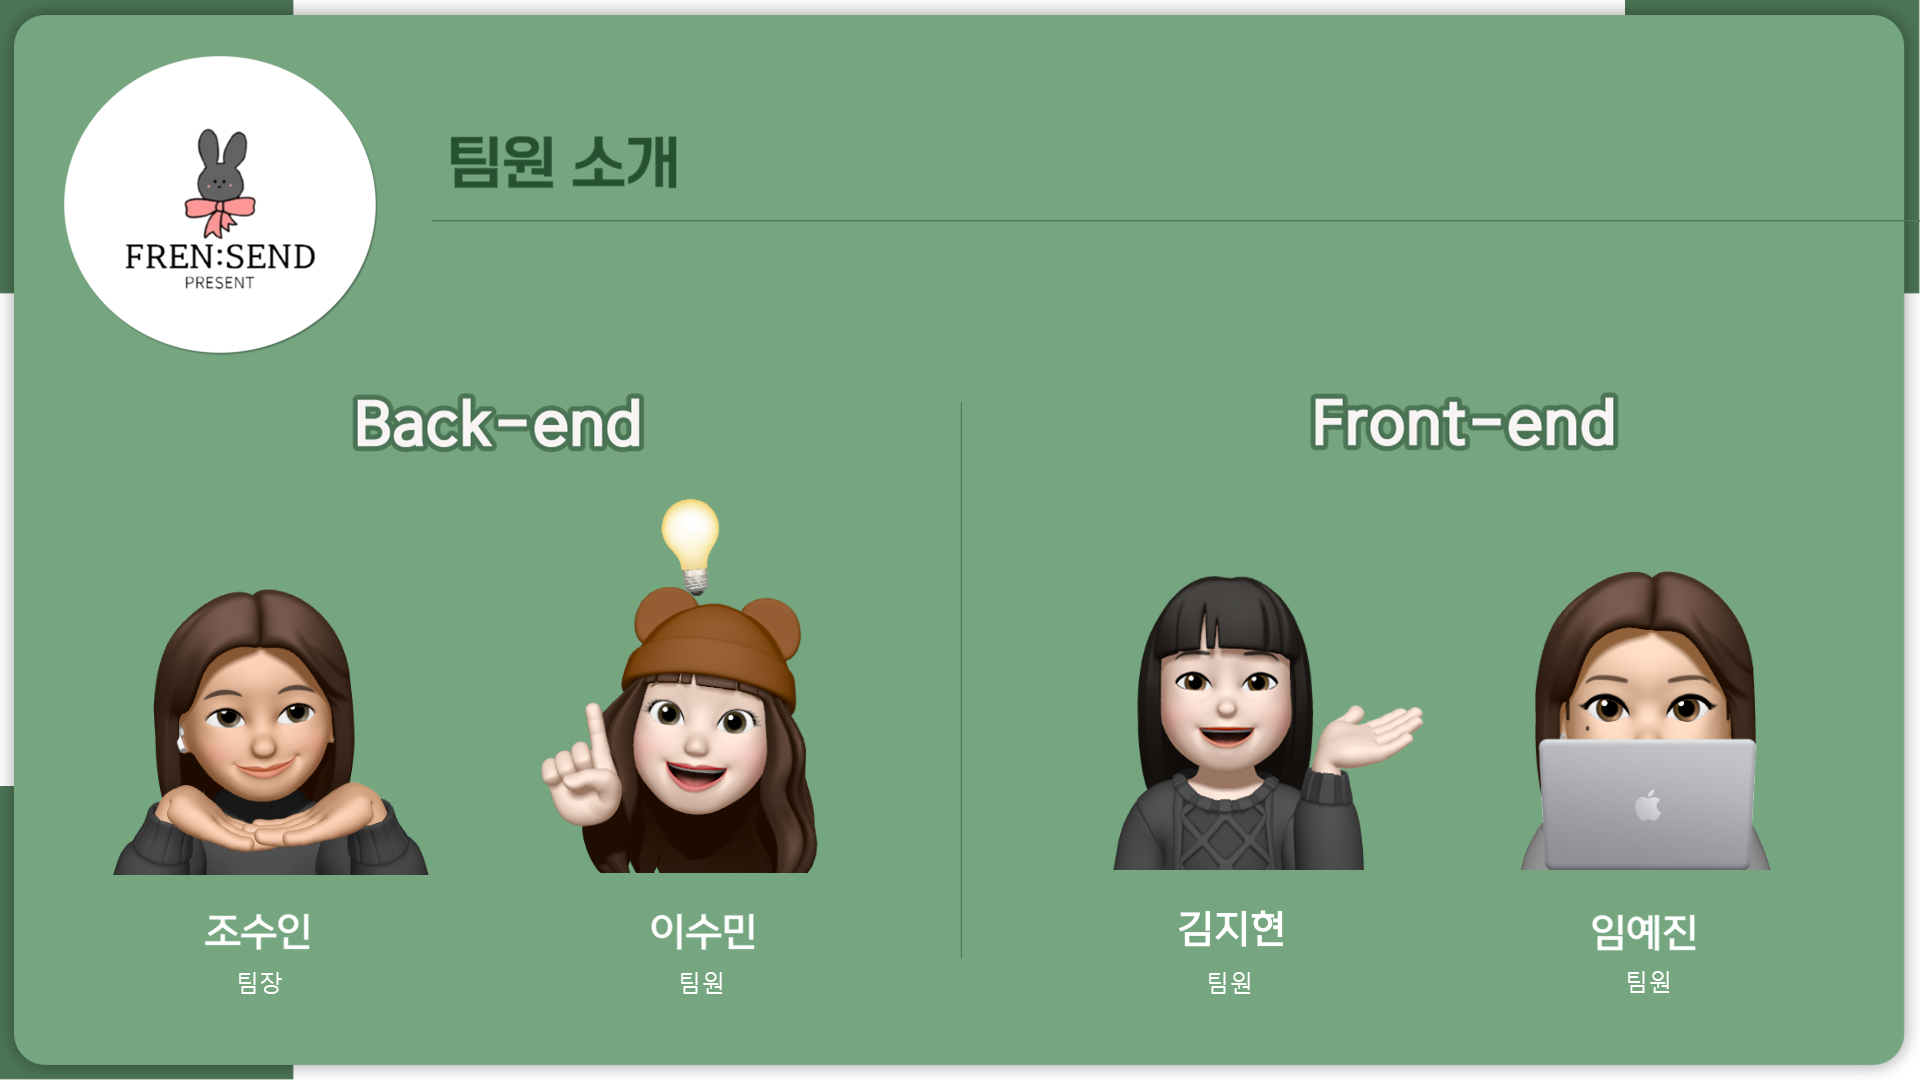 FREN:SEND
PRESENT
팀원 소개
Back-end
조수인
팀장
이수민
팀원
Front-end
김지현
팀원
임예진
팀원